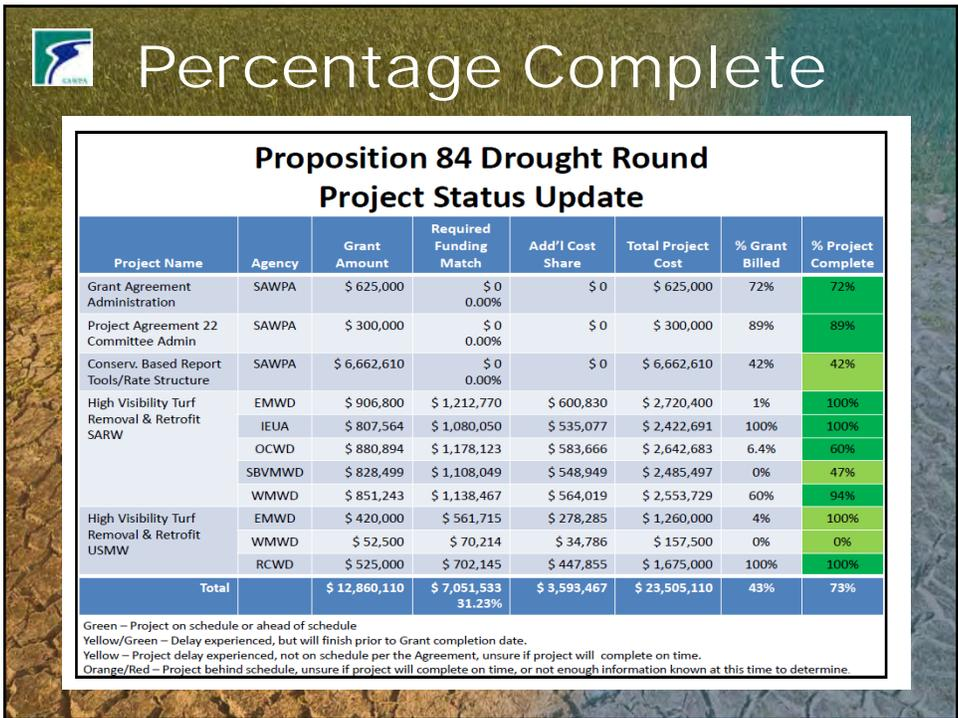 SAWPA
Percentage Complete
Proposition 84 Drought Round
Project Status Update
Project Name Agency Grant Amount Required Funding Match Add'l Cost Share Total Project Cost % Grant Billed % Project Complete
Grant Agreement Administration SAWPA $ 625,000 $ 0 0.00% $ 0 $ 625,000 72% 72%
Project Agreement 22 Committee Admin SAWPA $ 300,000 $ 0 0.00% $ 0 $ 300,000 89% 89%
Conserv. Based Report Tools/Rate Structure SAWPA $ 6,662,610 $ 0 0.00% $ 0 $ 6,662,610 42% 42%
High Visibility Turf Removal & Retrofit SARW EMWD $ 906,800 $ 1,212,770 $ 600,830 $ 2,720,400 1% 100%
IEUA $ 807,564 $ 1,080,050 $ 535,077 $ 2,422,691 100% 100%
OCWD $ 880,894 $ 1,178,123 $ 583,666 $ 2,642,683 6.4% 60%
SBVMWD $ 828,499 $ 1,108,049 $ 548,949 $ 2,485,497 0% 47%
WMWD $ 851,243 $ 1,138,467 $ 564,019 $ 2,553,729 60% 94%
High Visibility Turf Removal & Retrofit USMW EMWD $ 420,000 $ 561,715 $ 278,285 $ 1,260,000 4% 100%
WMWD $ 52,500 $ 70,214 $ 34,786 $ 157,500 0% 0%
RCWD $ 525,000 $ 702,145 $ 447,855 $ 1,675,000 100% 100%
Total $ 12,860,110 $ 7,051,533 31.23% $ 3,593,467 $ 23,505,110 43% 73%
Green – Project on schedule or ahead of schedule
Yellow/Green – Delay experienced, but will finish prior to Grant completion date.
Yellow – Project delay experienced, not on schedule per the Agreement, unsure if project will complete on time.
Orange/Red – Project behind schedule, unsure if project will complete on time, or not enough information known at this time to determine.